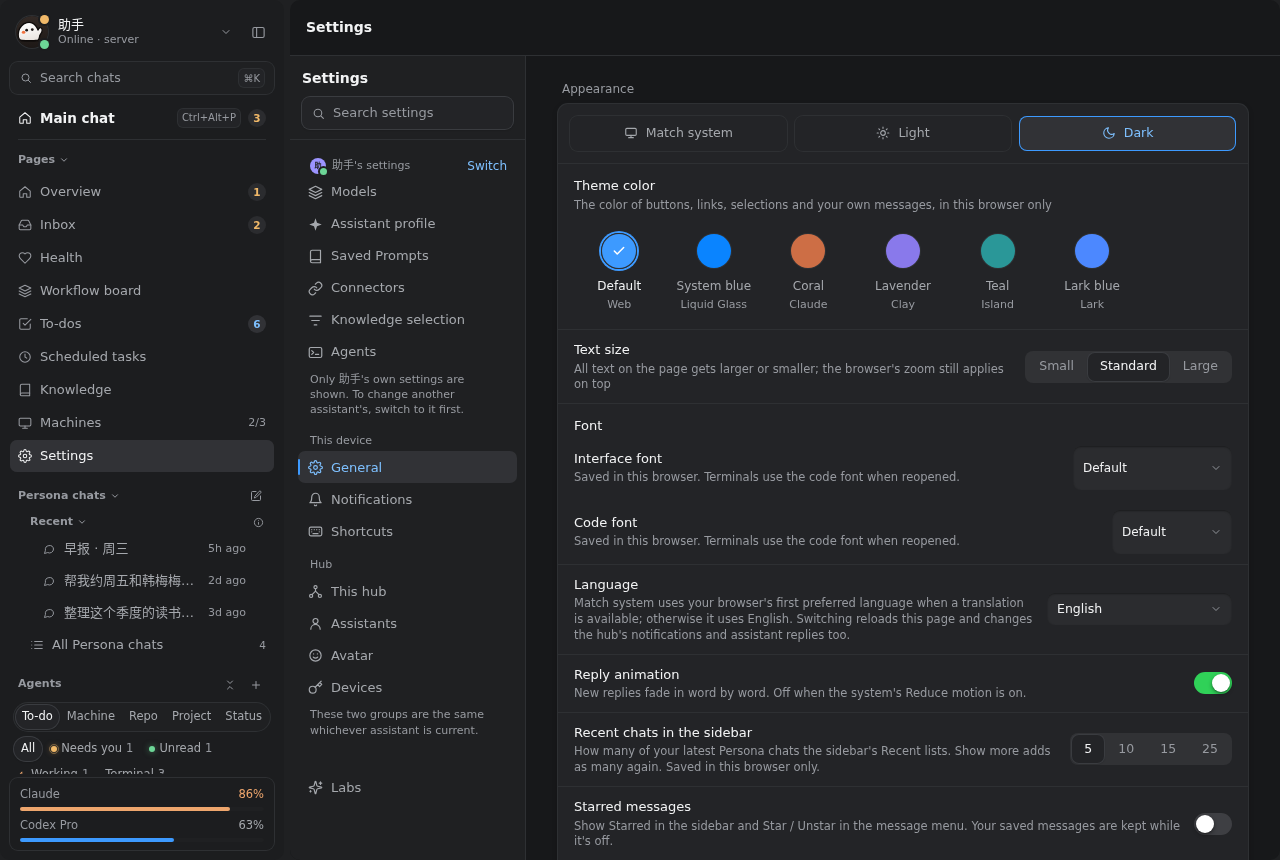 助手
Online · server
Search chats
⌘K
Main chat
Ctrl+Alt+P
3
Pages
Overview
1
Inbox
2
Health
Workflow board
To-dos
6
Scheduled tasks
Knowledge
Machines
2/3
Settings
Persona chats
Recent
早报 · 周三
5h ago
帮我约周五和韩梅梅…
2d ago
整理这个季度的读书…
3d ago
All Persona chats
4
Agents
To-do
Machine
Repo
Project
Status
All
Needs you 1
Unread 1
Working 1
Terminal 3
Claude
86%
Codex Pro
63%
Settings
Settings
Search settings
助手's settings
Switch
Models
Assistant profile
Saved Prompts
Connectors
Knowledge selection
Agents
Only 助手's own settings are
shown. To change another
assistant's, switch to it first.
This device
General
Notifications
Shortcuts
Hub
This hub
Assistants
Avatar
Devices
These two groups are the same
whichever assistant is current.
Labs
Appearance
Match system
Light
Dark
Theme color
The color of buttons, links, selections and your own messages, in this browser only
Default
Web
System blue
Liquid Glass
Coral
Claude
Lavender
Clay
Teal
Island
Lark blue
Lark
Text size
All text on the page gets larger or smaller; the browser's zoom still applies
on top
Small
Standard
Large
Font
Interface font
Saved in this browser. Terminals use the code font when reopened.
Default
Code font
Saved in this browser. Terminals use the code font when reopened.
Default
Language
Match system uses your browser's first preferred language when a translation
is available; otherwise it uses English. Switching reloads this page and changes
the hub's notifications and assistant replies too.
English
Reply animation
New replies fade in word by word. Off when the system's Reduce motion is on.
Recent chats in the sidebar
How many of your latest Persona chats the sidebar's Recent lists. Show more adds
as many again. Saved in this browser only.
5
10
15
25
Starred messages
Show Starred in the sidebar and Star / Unstar in the message menu. Your saved messages are kept while
it's off.